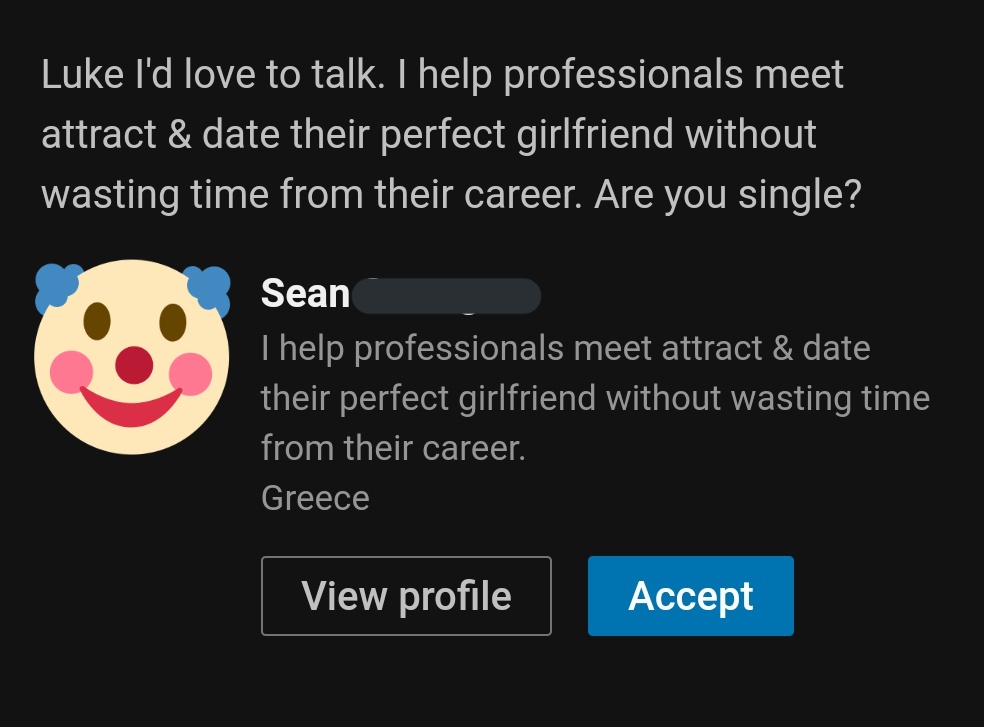 Luke I'd love to talk. I help professionals meet
attract & date their perfect girlfriend without
wasting time from their career. Are you single?
Sean
I help professionals meet attract & date
their perfect girlfriend without wasting time
from their career.
Greece
View profile
Accept